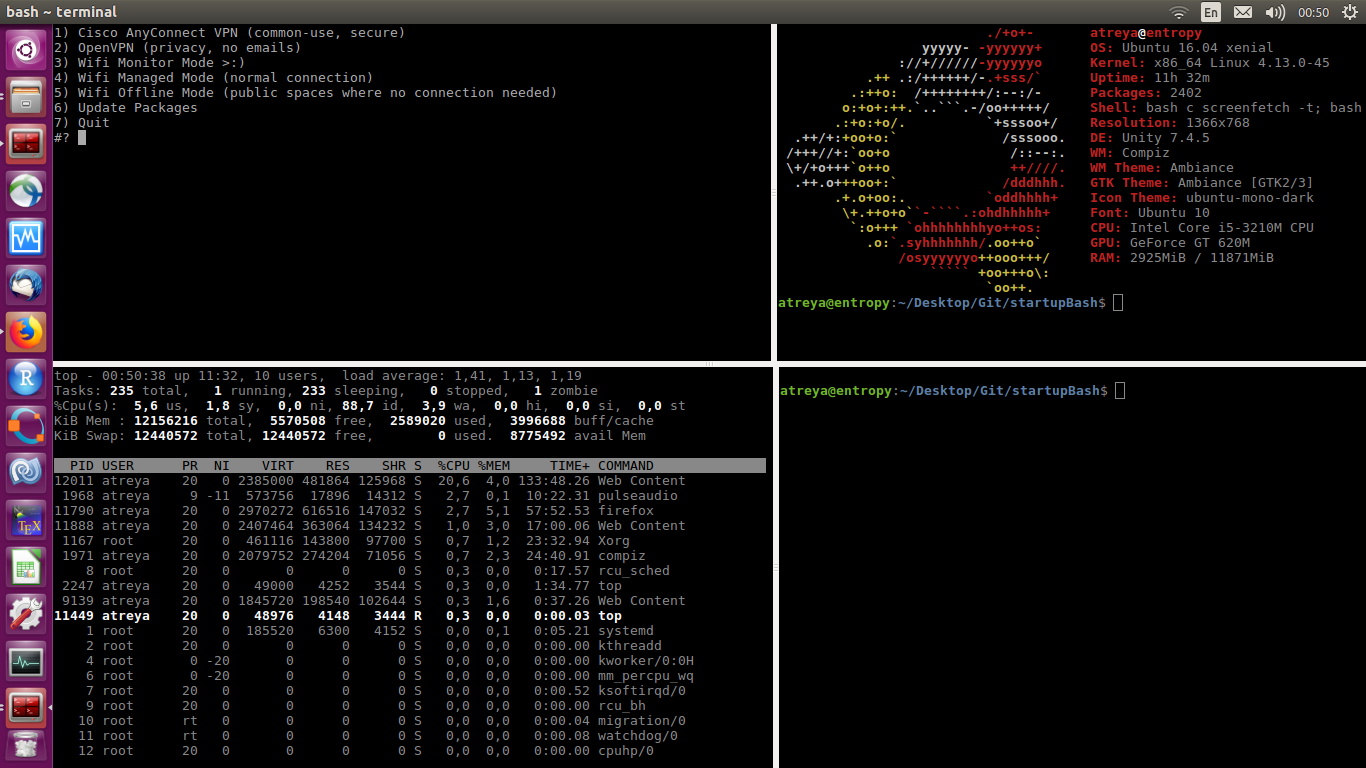 bash ~ terminal
En
00:50
1) Cisco AnyConnect VPN (common-use, secure)
2) OpenVPN (privacy, no emails)
3) Wifi Monitor Mode >:)
4) Wifi Managed Mode (normal connection)
5) Wifi Offline Mode (public spaces where no connection needed)
6) Update Packages
7) Quit
#?
atreya@entropy
OS: Ubuntu 16.04 xenial
Kernel: x86_64 Linux 4.13.0-45
Uptime: 11h 32m
Packages: 2402
Shell: bash c screenfetch -t; bash
Resolution: 1366x768
DE: Unity 7.4.5
WM: Compiz
WM Theme: Ambiance
GTK Theme: Ambiance [GTK2/3]
Icon Theme: ubuntu-mono-dark
Font: Ubuntu 10
CPU: Intel Core i5-3210M CPU
GPU: GeForce GT 620M
RAM: 2925MiB / 11871MiB
atreya@entropy:~/Desktop/Git/startupBash$
top - 00:50:38 up 11:32, 10 users,  load average: 1,41, 1,13, 1,19
Tasks: 235 total,   1 running, 233 sleeping,   0 stopped,   1 zombie
%Cpu(s):  5,6 us,  1,8 sy,  0,0 ni, 88,7 id,  3,9 wa,  0,0 hi,  0,0 si,  0,0 st
KiB Mem : 12156216 total,  5570508 free,  2589020 used,  3996688 buff/cache
KiB Swap: 12440572 total, 12440572 free,        0 used.  8775492 avail Mem
PID USER      PR  NI    VIRT    RES    SHR S  %CPU %MEM     TIME+ COMMAND
12011 atreya    20   0 2385000 481864 125968 S  20,6  4,0 133:48.26 Web Content
1968 atreya     9 -11  573756  17896  14312 S   2,7  0,1  10:22.31 pulseaudio
11790 atreya    20   0 2970272 616516 147032 S   2,7  5,1  57:52.53 firefox
11888 atreya    20   0 2407464 363064 134232 S   1,0  3,0  17:00.06 Web Content
1167 root      20   0  461116 143800  97700 S   0,7  1,2  23:32.94 Xorg
1971 atreya    20   0 2079752 274204  71056 S   0,7  2,3  24:40.91 compiz
8 root      20   0       0      0      0 S   0,3  0,0   0:17.57 rcu_sched
2247 atreya    20   0   49000   4252   3544 S   0,3  0,0   1:34.77 top
9139 atreya    20   0 1845720 198540 102644 S   0,3  1,6   0:37.26 Web Content
11449 atreya    20   0   48976   4148   3444 R   0,3  0,0   0:00.03 top
1 root      20   0  185520   6300   4152 S   0,0  0,1   0:05.21 systemd
2 root      20   0       0      0      0 S   0,0  0,0   0:00.00 kthreadd
4 root       0 -20       0      0      0 S   0,0  0,0   0:00.00 kworker/0:0H
6 root       0 -20       0      0      0 S   0,0  0,0   0:00.00 mm_percpu_wq
7 root      20   0       0      0      0 S   0,0  0,0   0:00.52 ksoftirqd/0
9 root      20   0       0      0      0 S   0,0  0,0   0:00.00 rcu_bh
10 root      rt   0       0      0      0 S   0,0  0,0   0:00.04 migration/0
11 root      rt   0       0      0      0 S   0,0  0,0   0:00.08 watchdog/0
12 root      20   0       0      0      0 S   0,0  0,0   0:00.00 cpuhp/0
atreya@entropy:~/Desktop/Git/startupBash$